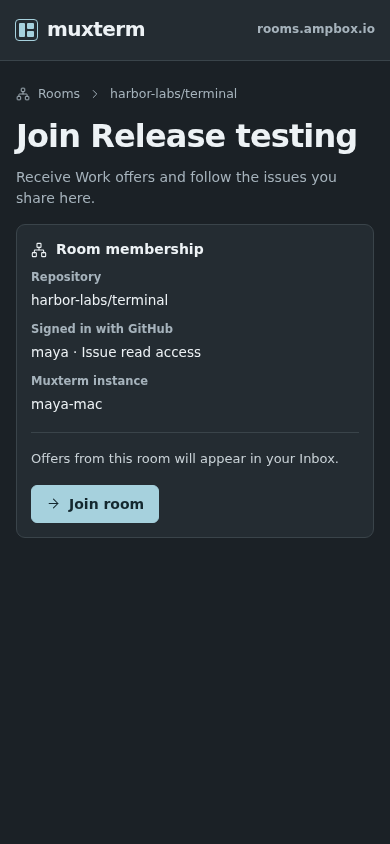 muxterm
rooms.ampbox.io
Rooms > harbor-labs/terminal
Join Release testing
Receive Work offers and follow the issues you
share here.
Room membership
Repository
harbor-labs/terminal
Signed in with GitHub
maya · Issue read access
Muxterm instance
maya-mac
Offers from this room will appear in your Inbox.
Join room